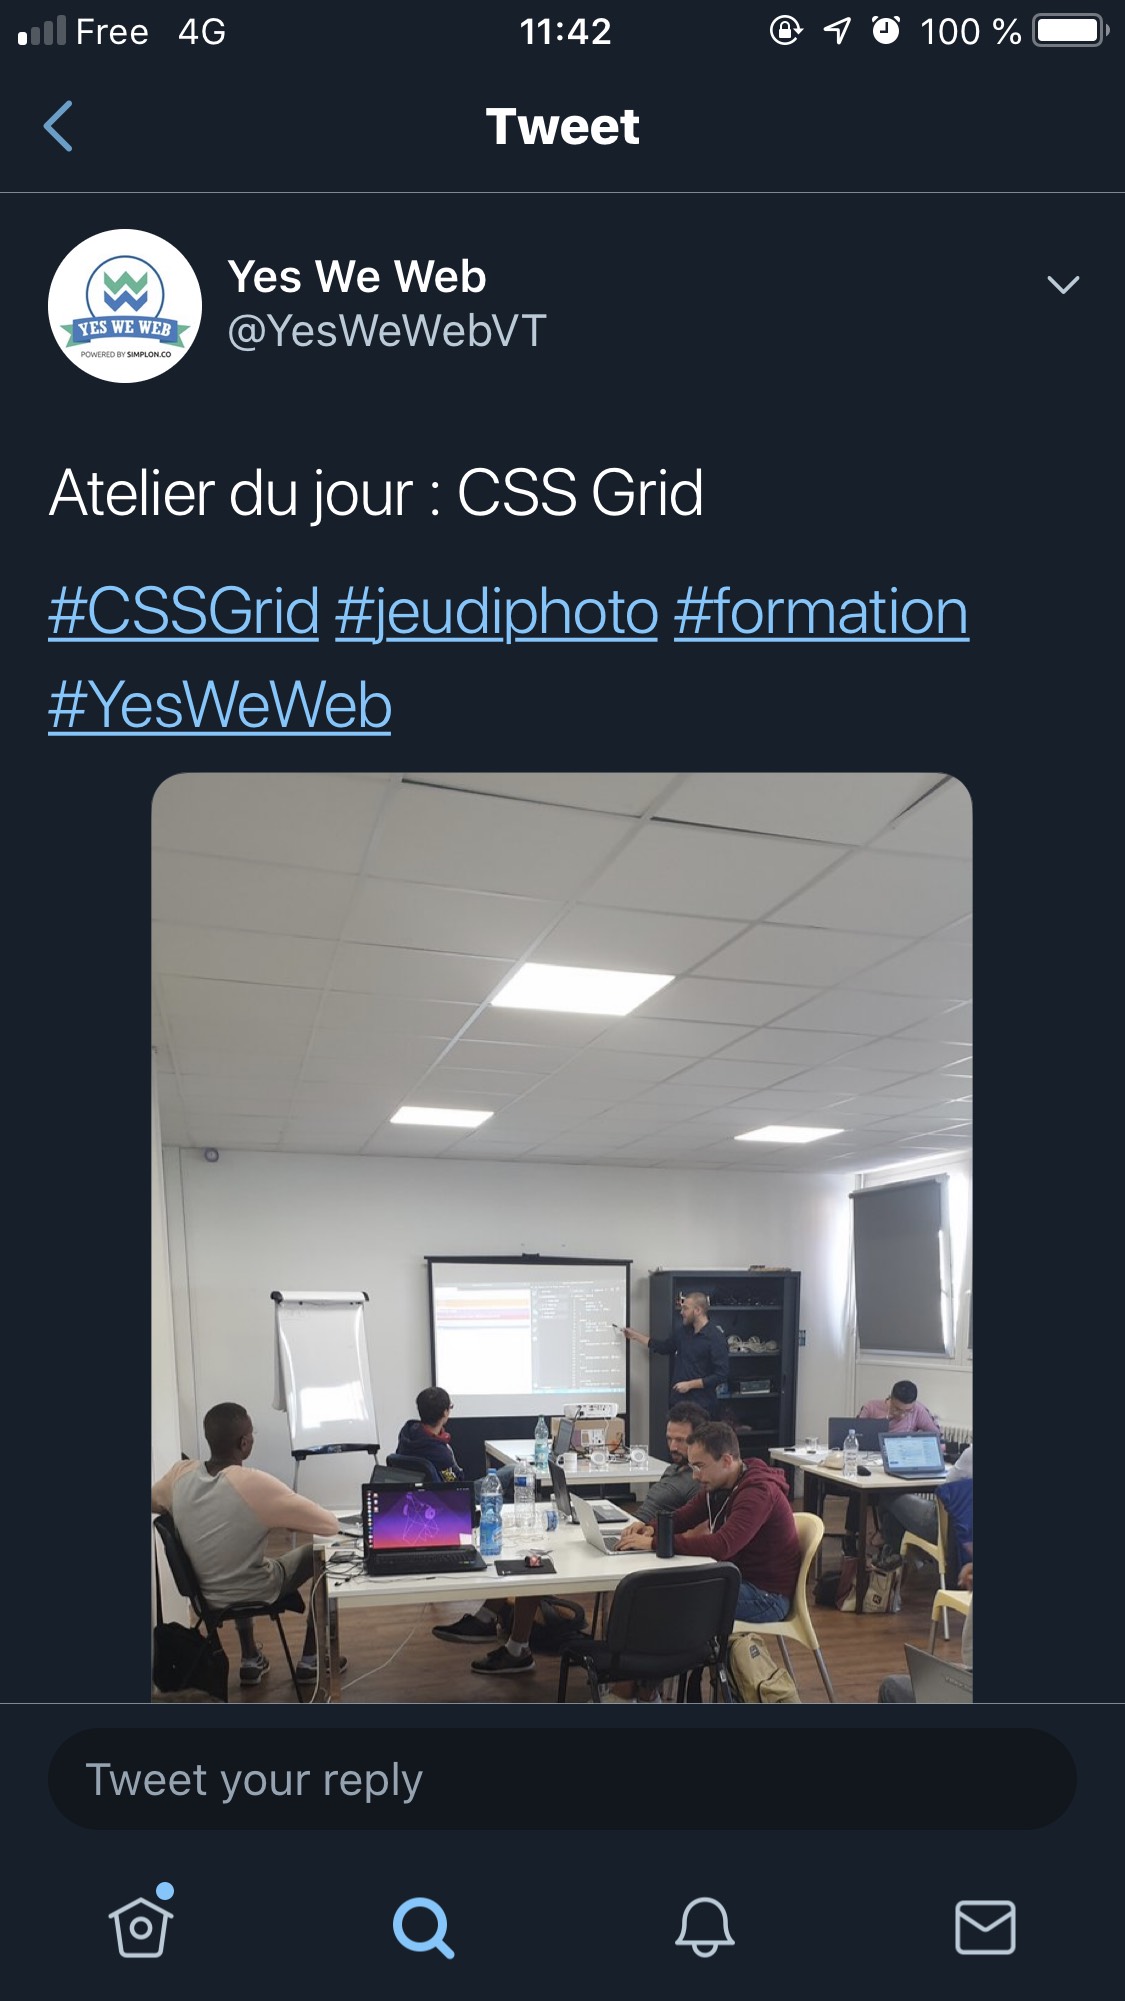 Free 4G 11:42 100 %
Tweet
YES WE WEB
POWERED BY SIMPLON.CO
Yes We Web
@YesWeWebVT
Atelier du jour : CSS Grid
#CSSGrid #jeudiphoto #formation
#YesWeWeb
Tweet your reply